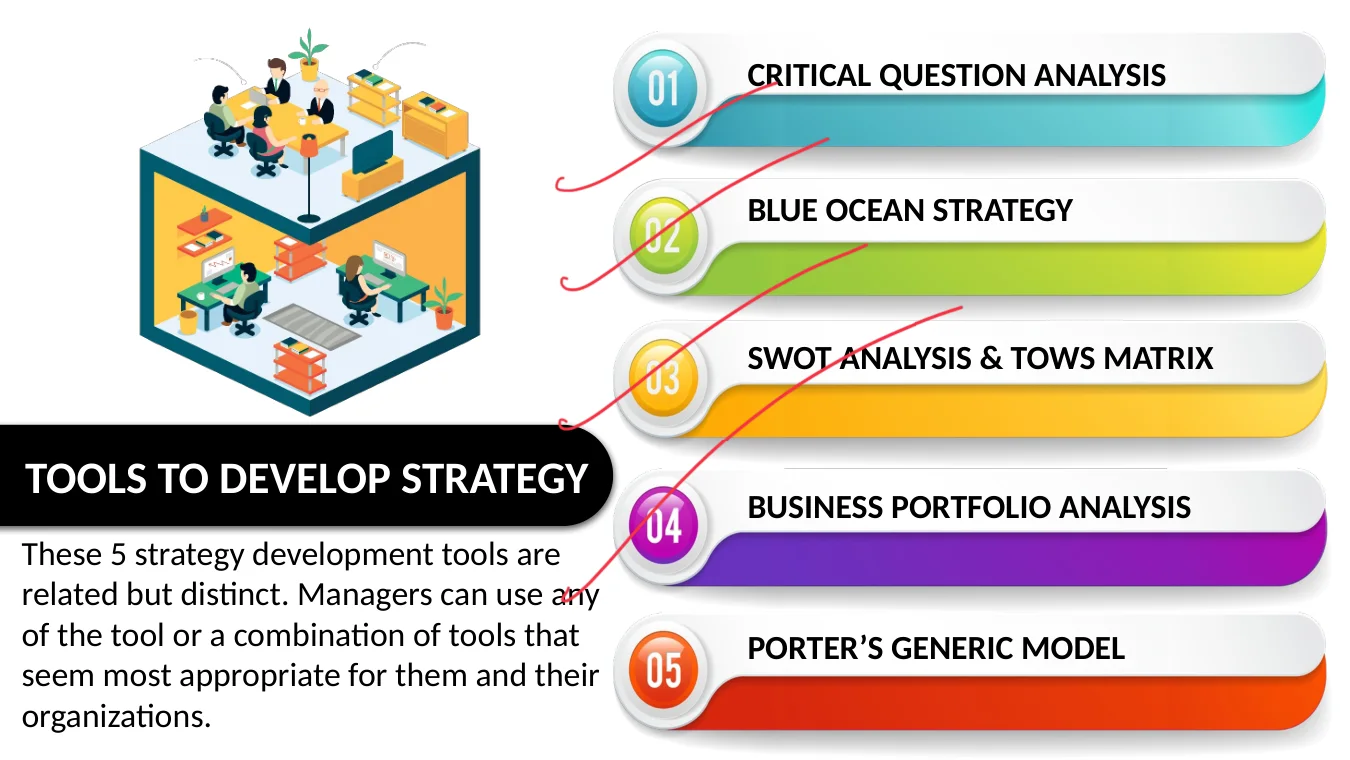 TOOLS TO DEVELOP STRATEGY
These 5 strategy development tools are
related but distinct. Managers can use any
of the tool or a combination of tools that
seem most appropriate for them and their
organizations.
01
CRITICAL QUESTION ANALYSIS
02
BLUE OCEAN STRATEGY
03
SWOT ANALYSIS & TOWS MATRIX
04
BUSINESS PORTFOLIO ANALYSIS
05
PORTER’S GENERIC MODEL